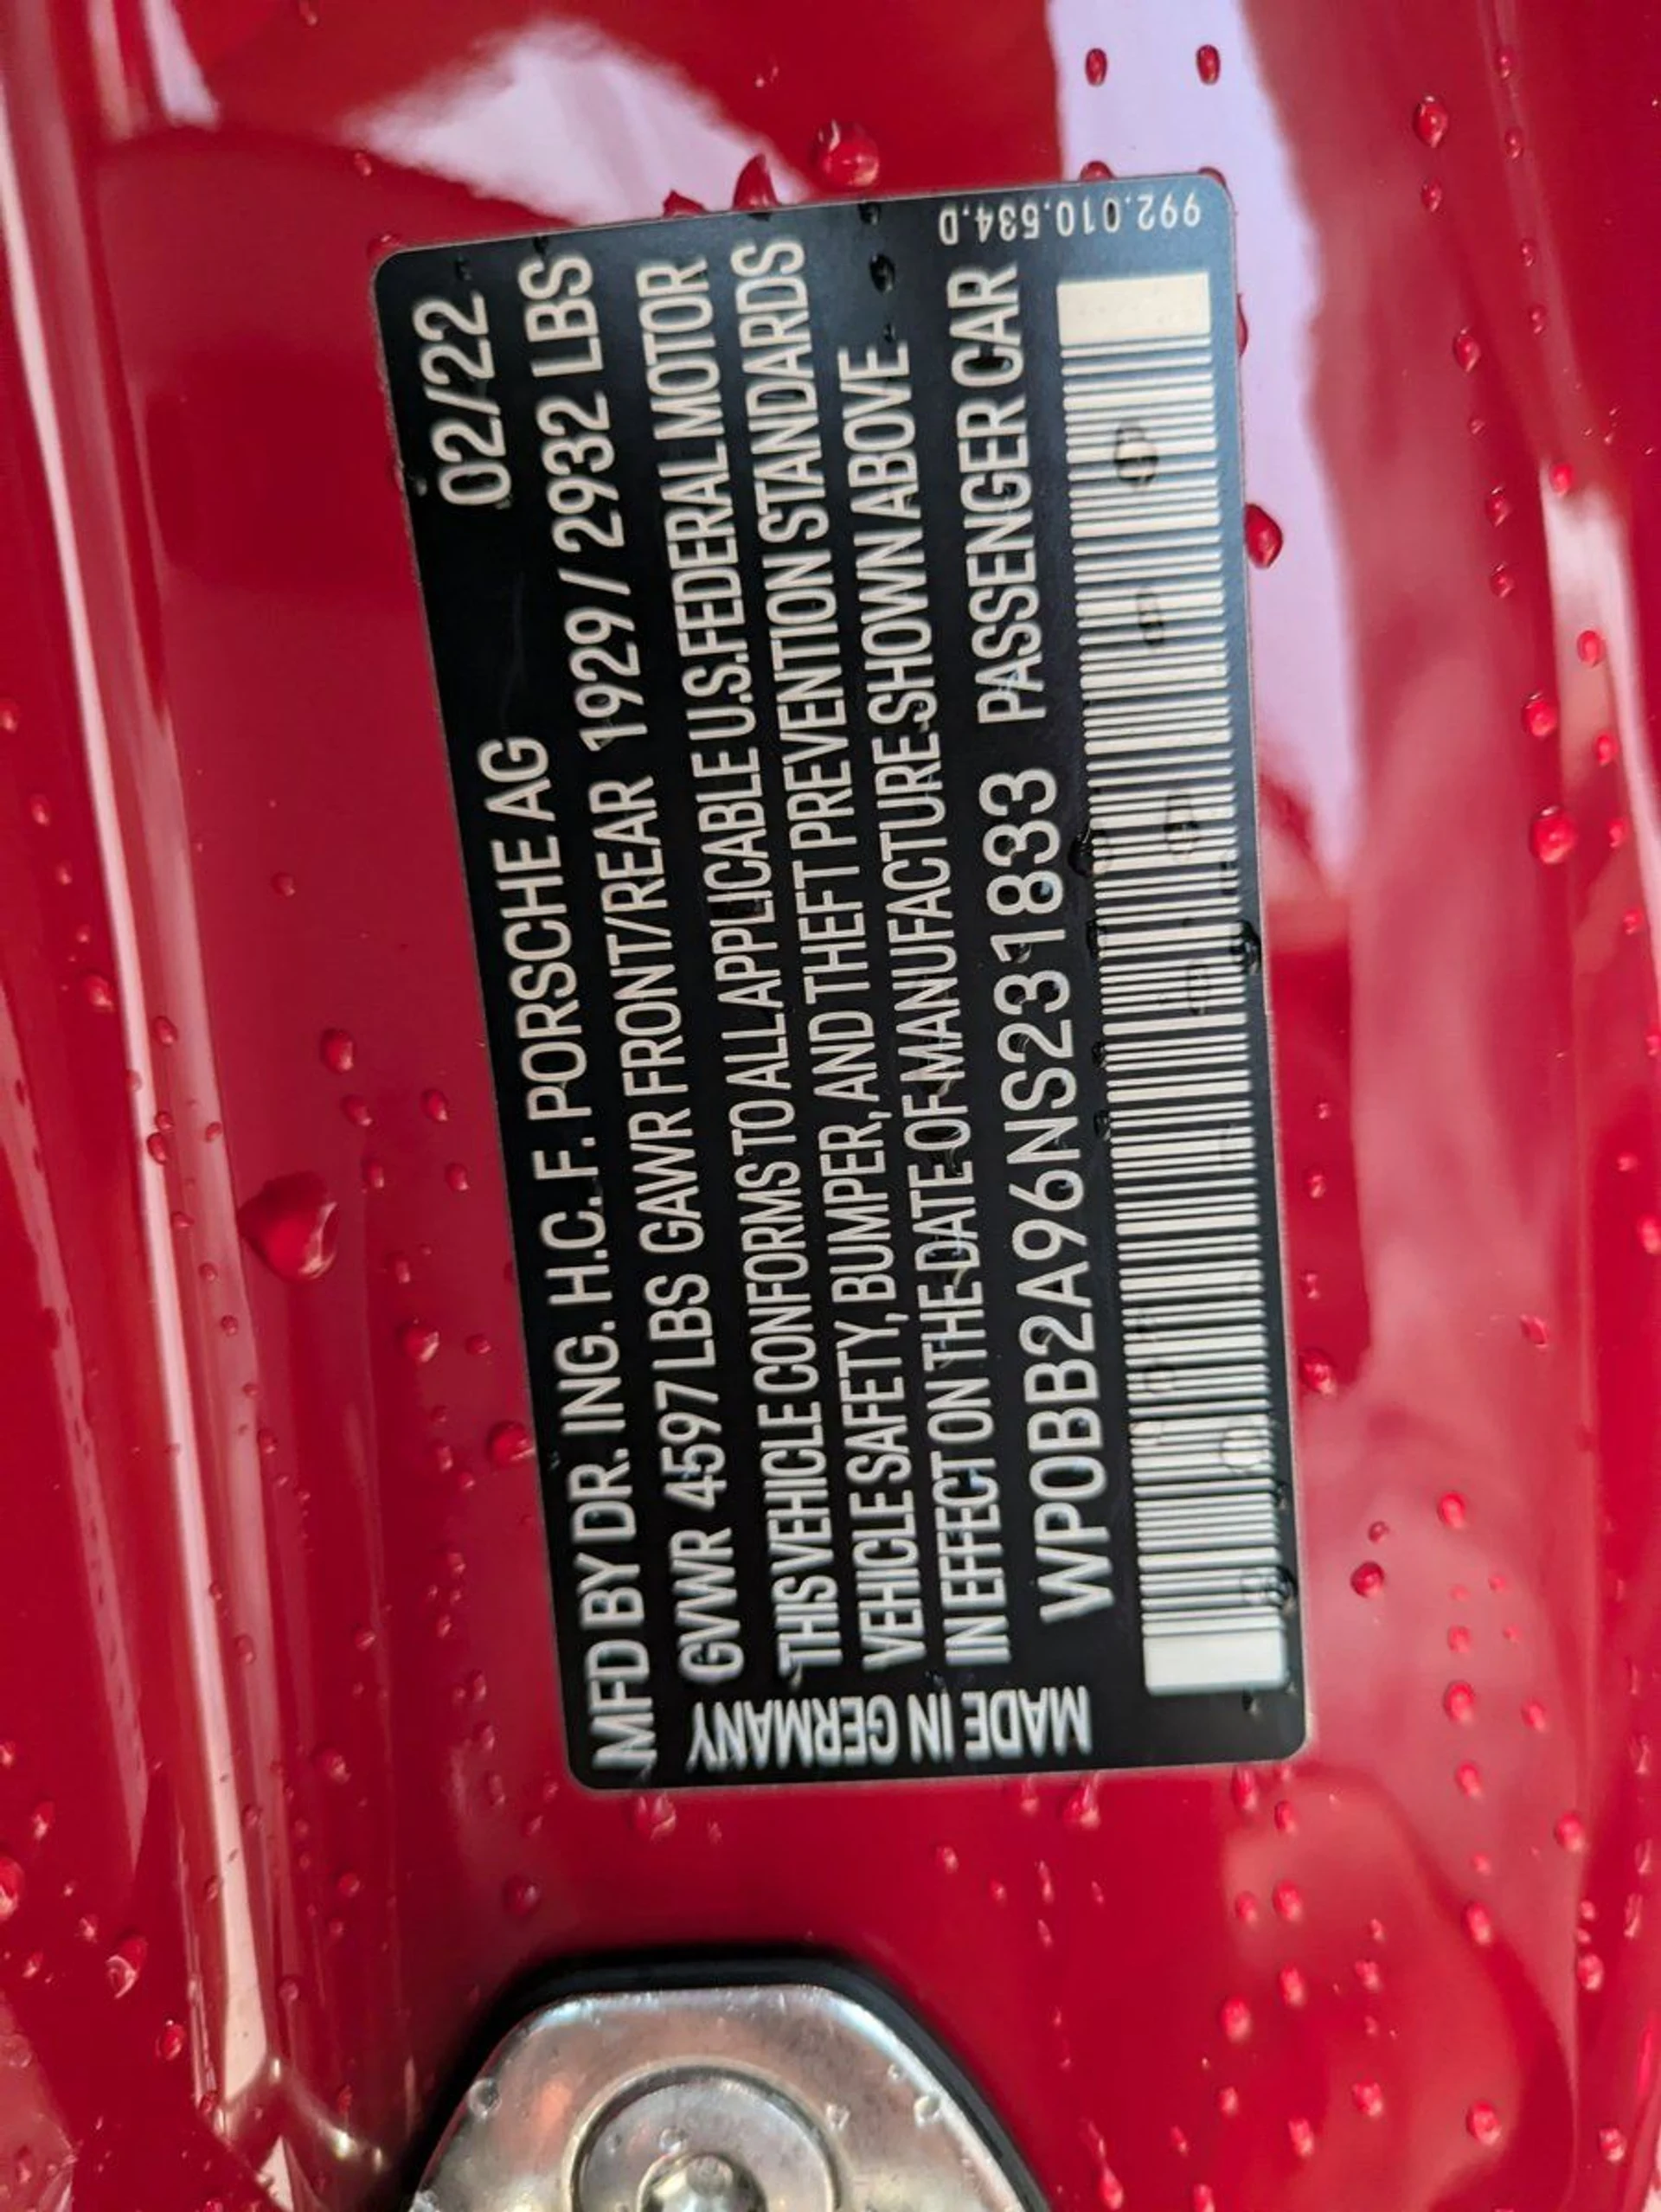 MFD BY DR. ING. H.C. F. PORSCHE AG 02/22
GVWR 4597 LBS GAWR FRONT/REAR 1929 / 2932 LBS
THIS VEHICLE CONFORMS TO ALL APPLICABLE U.S. FEDERAL MOTOR
VEHICLE SAFETY, BUMPER, AND THEFT PREVENTION STANDARDS
IN EFFECT ON THE DATE OF MANUFACTURE SHOWN ABOVE
WP0BB2A96NS231833 PASSENGER CAR
MADE IN GERMANY
992.010.534.D